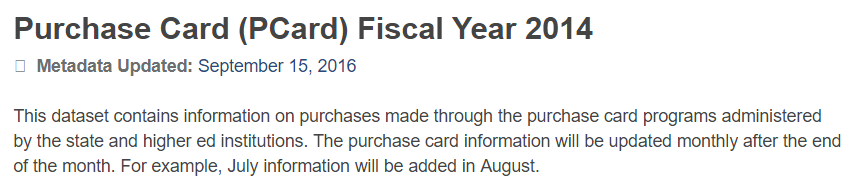 Purchase Card (PCard) Fiscal Year 2014
Metadata Updated: September 15, 2016
This dataset contains information on purchases made through the purchase card programs administered
by the state and higher ed institutions. The purchase card information will be updated monthly after the end
of the month. For example, July information will be added in August.